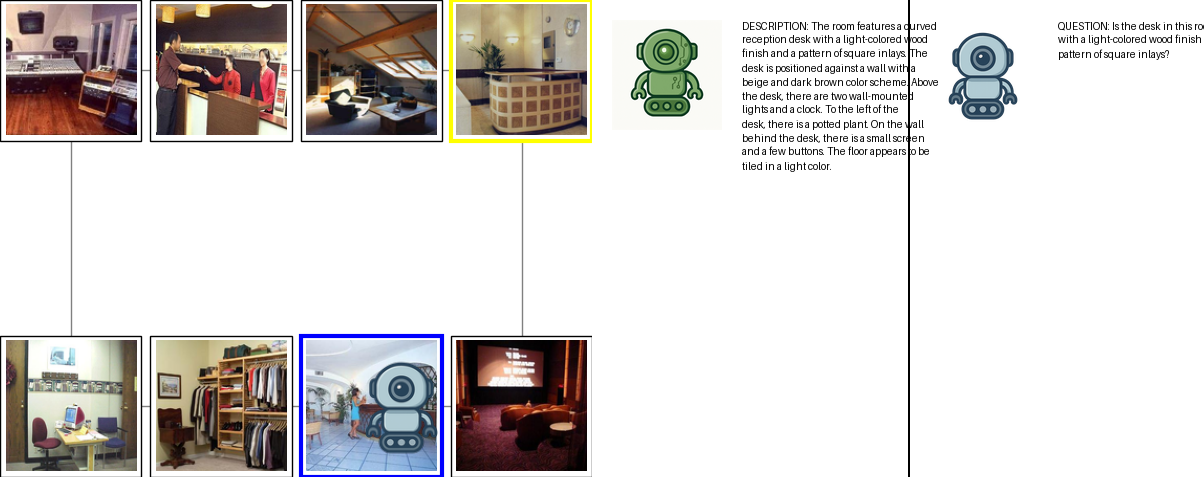 DESCRIPTION: The room features a curved
reception desk with a light-colored wood
finish and a pattern of square inlays. The
desk is positioned against a wall with a
beige and dark brown color scheme. Above
the desk, there are two wall-mounted
lights and a clock. To the left of the
desk, there is a potted plant. On the wall
behind the desk, there is a small screen
and a few buttons. The floor appears to be
tiled in a light color.
QUESTION: Is the desk in this
with a light-colored wood finish
pattern of square inlays?